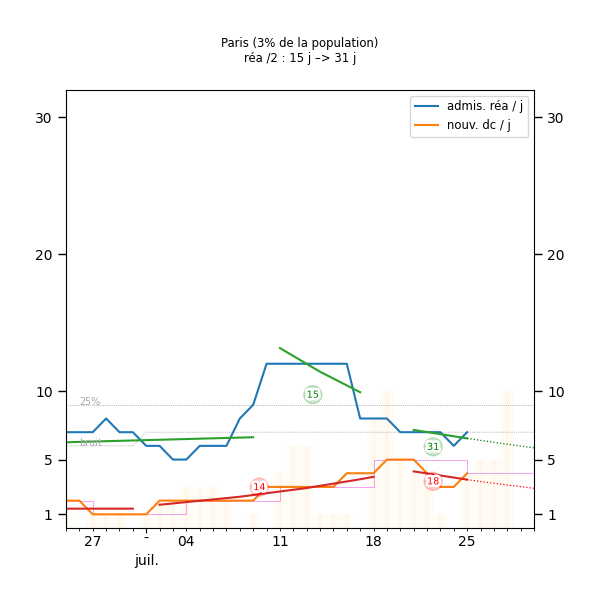 Paris (3% de la population)
réa /2 : 15 j –> 31 j
admis. réa / j
nouv. dc / j
30 30
20 20
10 10
25%
15
bruit
31
5 5
14
18
1 1
27 - 04 11 18 25
juil.